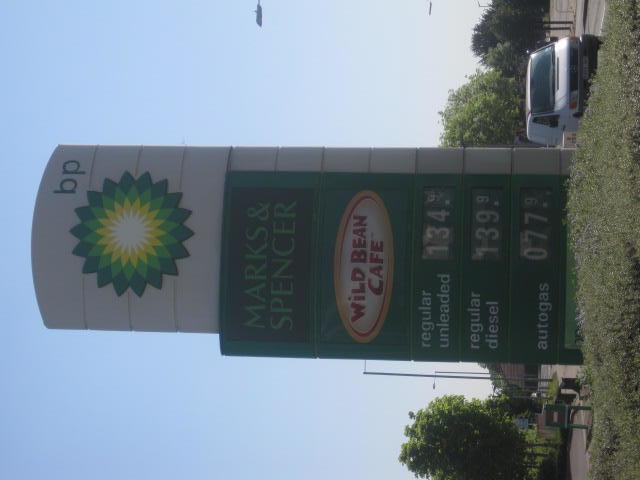 bp
MARKS &
SPENCER
WiLD BEAN
CAFE
regular
unleaded
134.9
regular
diesel
139.9
autogas
077.9